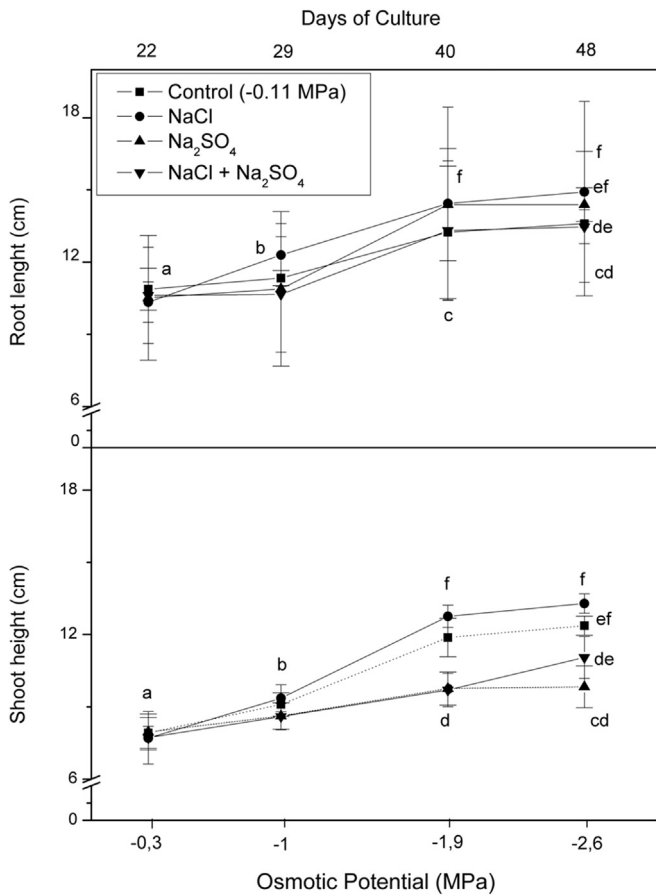 Days of Culture
22 29 40 48
Control (-0.11 MPa)
NaCl
Na₂SO₄
NaCl + Na₂SO₄
Root lenght (cm)
18
12
6
0
a
b
f
c
f
ef
de
cd
Shoot height (cm)
18
12
6
0
a
b
f
d
f
ef
de
cd
-0,3 -1 -1,9 -2,6
Osmotic Potential (MPa)